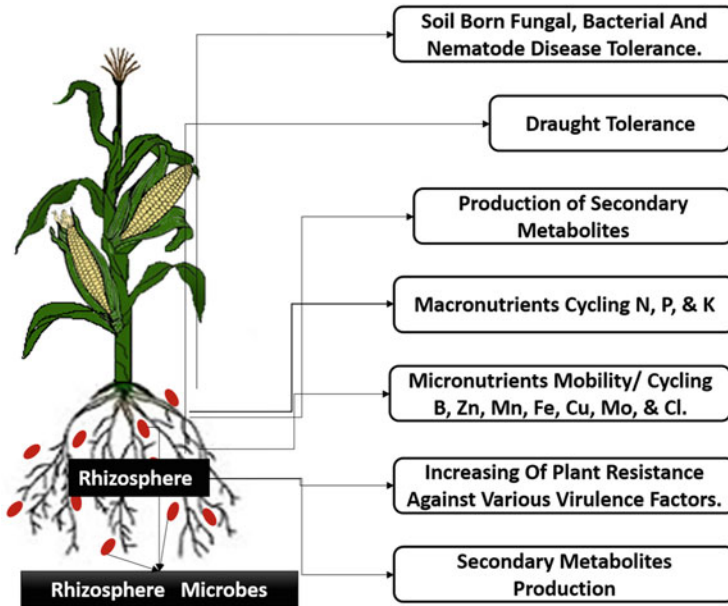 Soil Born Fungal, Bacterial And
Nematode Disease Tolerance.
Draught Tolerance
Production of Secondary
Metabolites
Macronutrients Cycling N, P, & K
Micronutrients Mobility/ Cycling
B, Zn, Mn, Fe, Cu, Mo, & Cl.
Rhizosphere
Increasing Of Plant Resistance
Against Various Virulence Factors.
Secondary Metabolites
Production
Rhizosphere Microbes